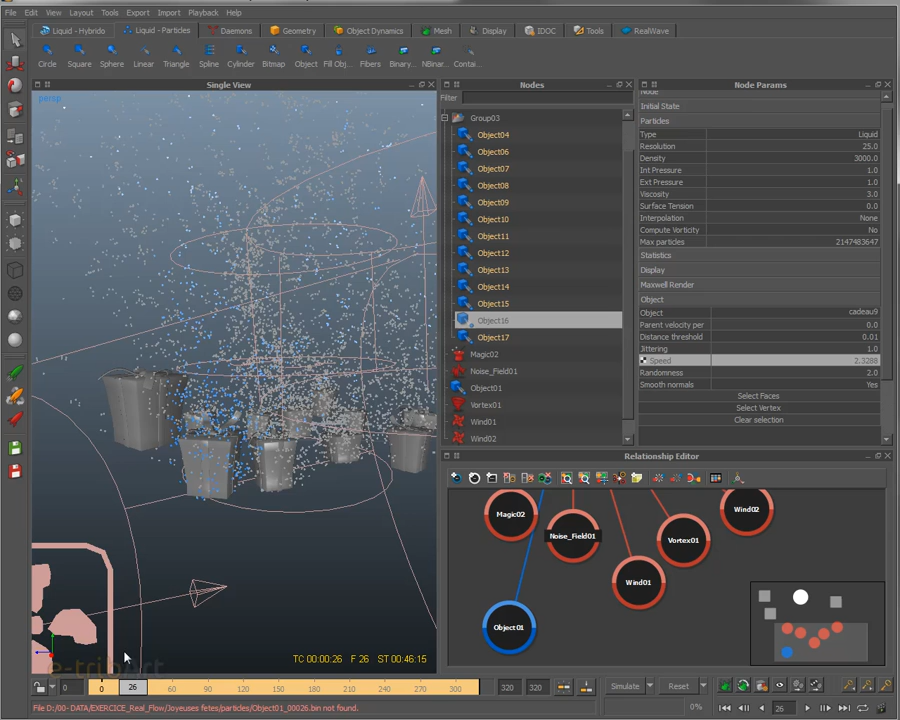 File Edit View Layout Tools Export Import Playback Help
Liquid - Hybrido Liquid - Particles Daemons Geometry Object Dynamics Mesh Display IDOC Tools RealWave
Circle Square Sphere Linear Triangle Spline Cylinder Bitmap Object Fill Obj... Fibers Binary... NBinar... Contai...
Single View
persp
TC 00:00:26 F 26 ST 00:46:15
e-tribArt
Nodes
Filter
Group03
Object04
Object06
Object07
Object08
Object09
Object10
Object11
Object12
Object13
Object14
Object15
Object16
Object17
Magic02
Noise_Field01
Object01
Vortex01
Wind01
Wind02
Node Params
Node
Initial State
Particles
Type Liquid
Resolution 25.0
Density 3000.0
Int Pressure 1.0
Ext Pressure 1.0
Viscosity 3.0
Surface Tension 0.0
Interpolation None
Compute Vorticity No
Max particles 2147483647
Statistics
Display
Maxwell Render
Object
Object cadeau9
Parent velocity per 0.0
Distance threshold 0.01
Jittering 1.0
Speed 2.3288
Randomness 2.0
Smooth normals Yes
Select Faces
Select Vertex
Clear selection
Relationship Editor
Magic02
Noise_Field01
Wind01
Vortex01
Wind02
Object01
0 0 26 60 90 120 150 180 210 240 270 300 320 320 Simulate Reset
File D:/00- DATA/EXERCICE_Real_Flow/Joyeuses fetes/particles/Object01_00026.bin not found. 0% 26